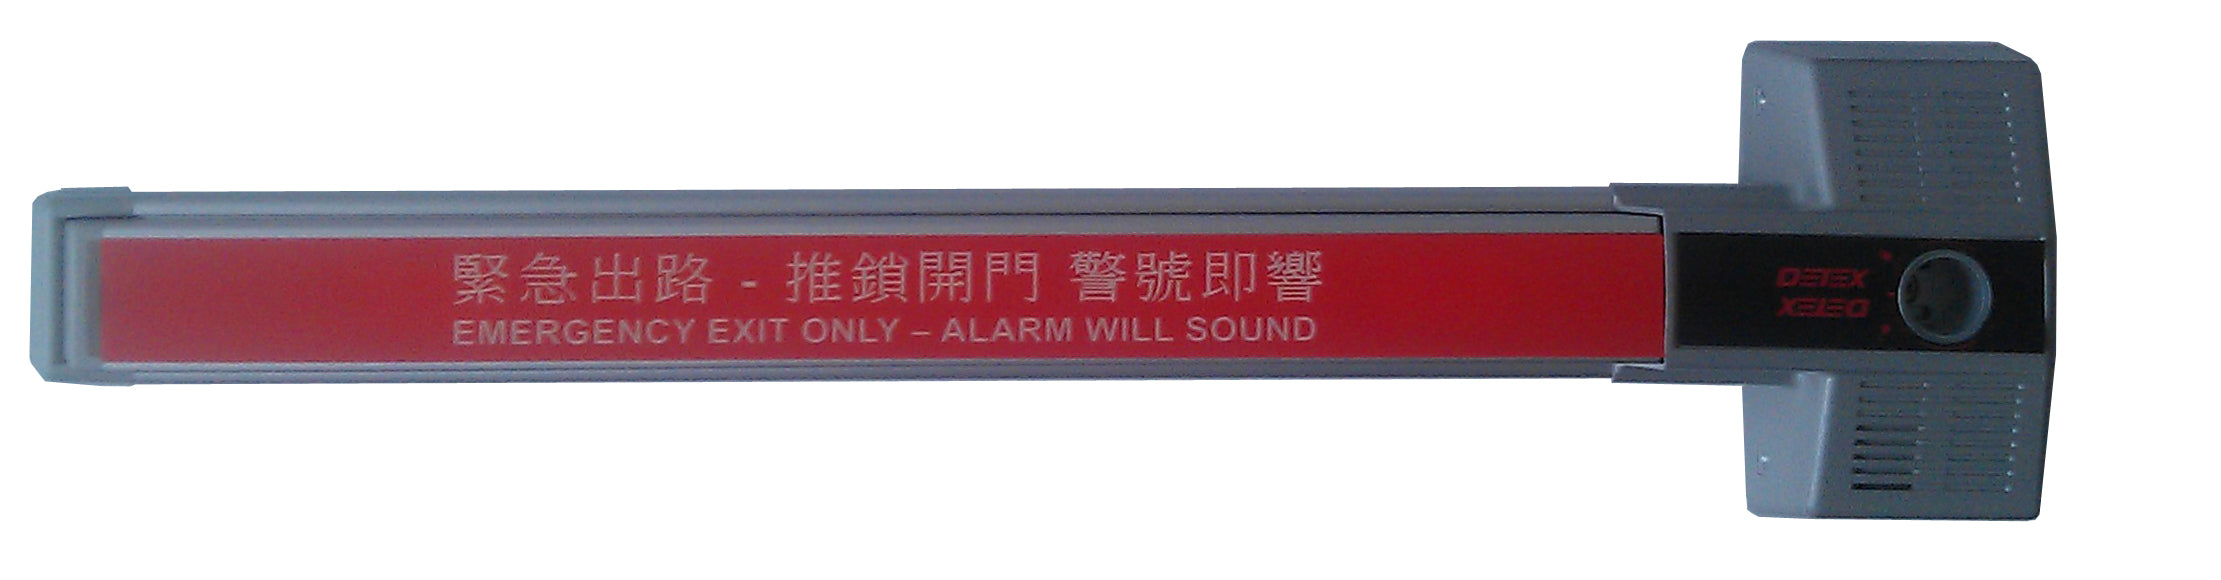 緊急出路 - 推鎖開門 警號即響
EMERGENCY EXIT ONLY – ALARM WILL SOUND
DETEX
DETEX